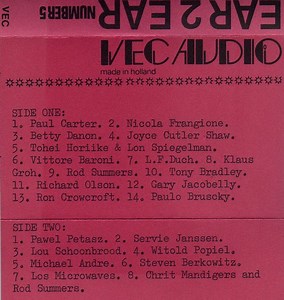 VEC
EAR 2 EAR
NUMBER 5
VEC AUDIO
made in holland
SIDE ONE:
1. Paul Carter. 2. Nicola Frangione.
3. Betty Danon. 4. Joyce Cutler Shaw.
5. Tohei Horiike & Lon Spiegelman.
6. Vittore Baroni. 7. L.F.Duch. 8. Klaus
Groh. 9. Rod Summers. 10. Tony Bradley.
11. Richard Olson. 12. Gary Jacobelly.
13. Ron Crowcroft. 14. Paulo Bruscky.
SIDE TWO:
1. Pawel Petasz. 2. Servie Janssen.
3. Lou Schoonbrood. 4. Witold Popiel.
5. Michael Andre. 6. Steven Berkowitz.
7. Los Microwaves. 8. Chrit Mandigers and
Rod Summers.